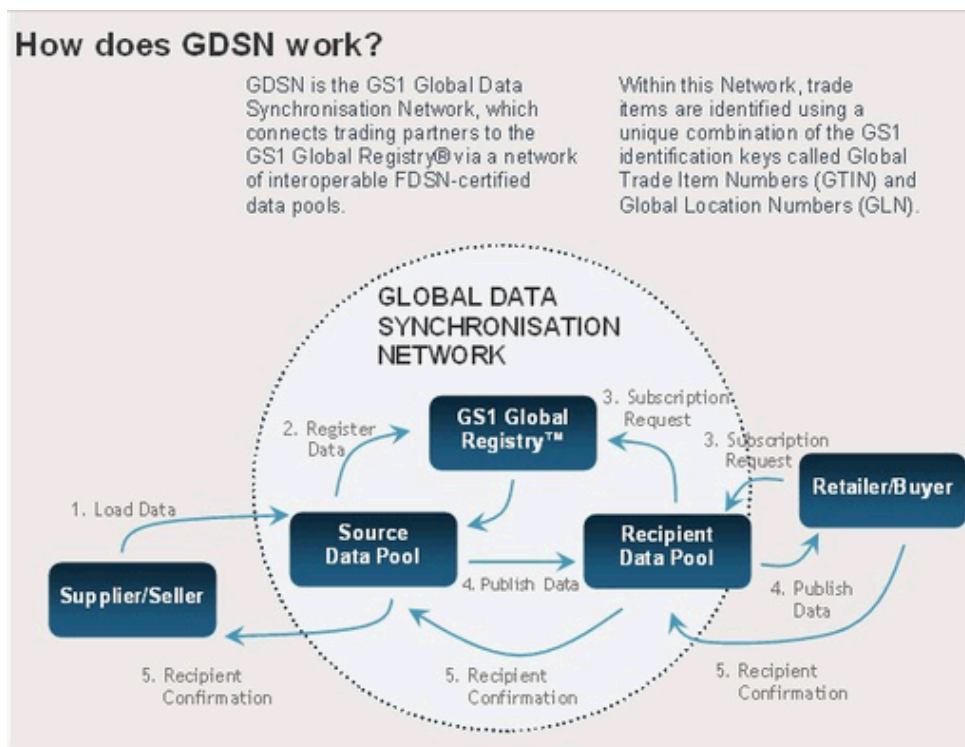 How does GDSN work?
GDSN is the GS1 Global Data
Synchronisation Network, which
connects trading partners to the
GS1 Global Registry® via a network
of interoperable FDSN-certified
data pools.
Within this Network, trade
items are identified using a
unique combination of the GS1
identification keys called Global
Trade Item Numbers (GTIN) and
Global Location Numbers (GLN).
GLOBAL DATA
SYNCHRONISATION
NETWORK
GS1 Global
Registry™
2. Register
Data
3. Subscription
Request
3. Subscription
Request
Retailer/Buyer
1. Load Data
Source
Data Pool
Recipient
Data Pool
Supplier/Seller
4. Publish Data
4. Publish
Data
5. Recipient
Confirmation
5. Recipient
Confirmation
5. Recipient
Confirmation